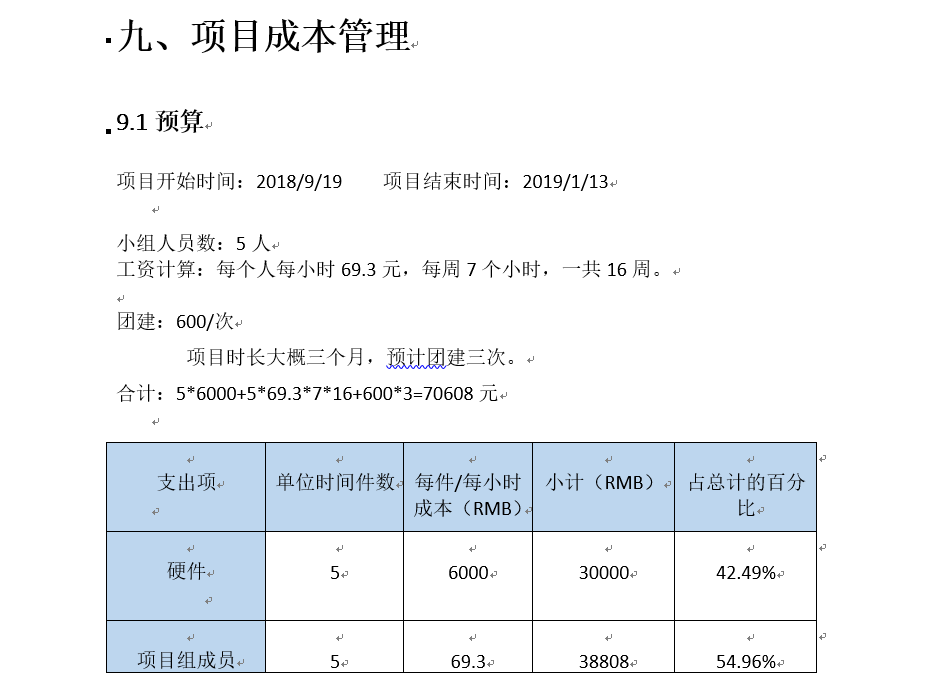 九、项目成本管理
9.1 预算
项目开始时间：2018/9/19 项目结束时间：2019/1/13
小组人员数：5 人
工资计算：每个人每小时 69.3 元，每周 7 个小时，一共 16 周。
团建：600/次
项目时长大概三个月，预计团建三次。
合计：5*6000+5*69.3*7*16+600*3=70608 元
支出项 单位时间件数 每件/每小时 小计（RMB） 占总计的百分
成本（RMB） 比
硬件 5 6000 30000 42.49%
项目组成员 5 69.3 38808 54.96%